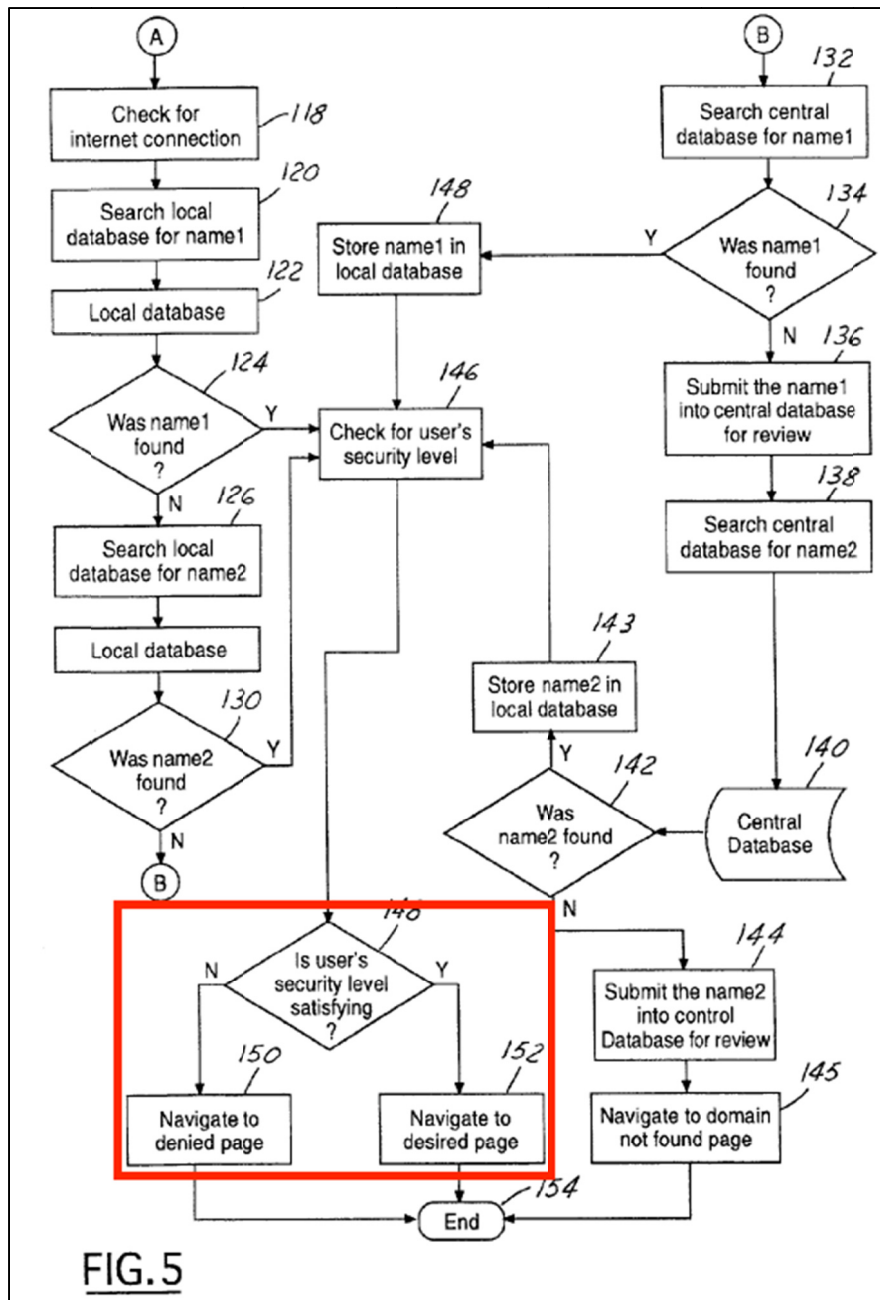 A
Check for
internet connection
118
120
Search local
database for name1
122
Local database
124
Was name1
found
?
Y
N
126
Search local
database for name2
Local database
130
Was name2
found
?
Y
N
B
148
Store name1 in
local database
146
Check for user's
security level
B
132
Search central
database for name1
134
Was name1
found
?
Y
N
136
Submit the name1
into central database
for review
138
Search central
database for name2
140
Central
Database
142
Was
name2 found
?
Y
N
143
Store name2 in
local database
144
Submit the name2
into control
Database for review
145
Navigate to domain
not found page
Is user's
security level
satisfying
?
N
Y
150
Navigate to
denied page
152
Navigate to
desired page
154
End
FIG. 5